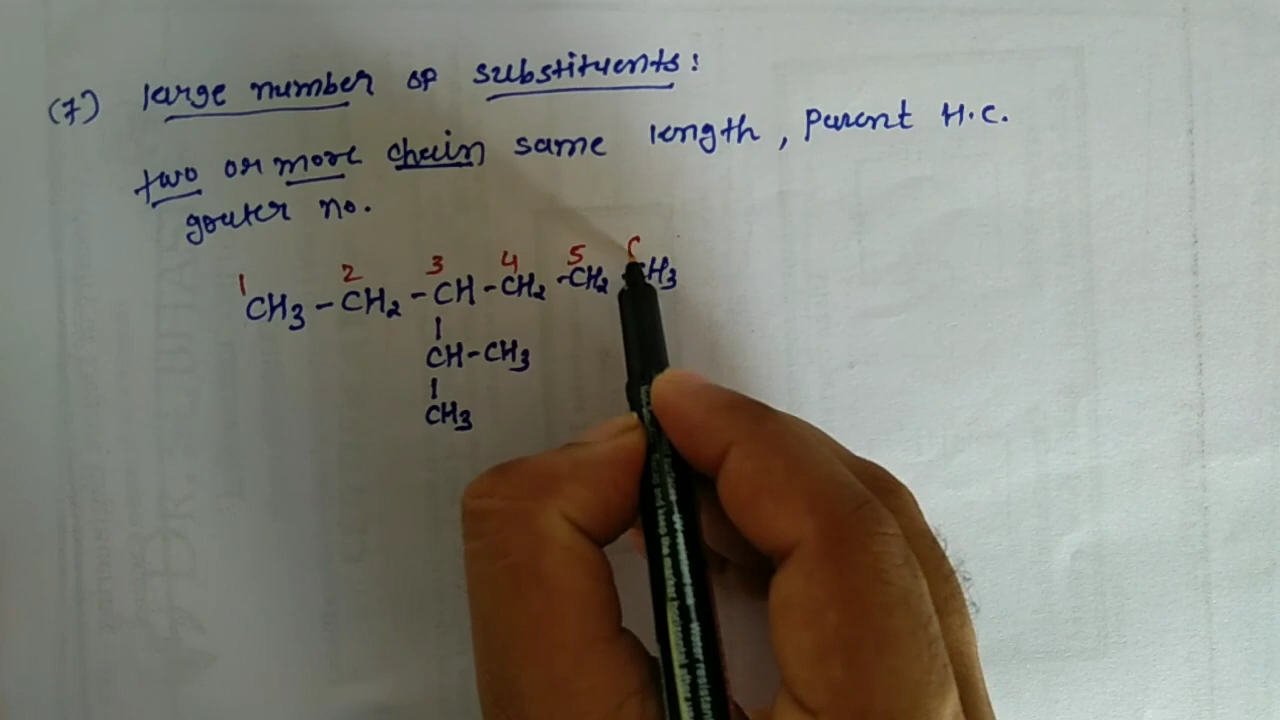 (7) large number of substituents:
two or more chain same length, parent H.C.
greater no.
1 2 3 4 5
CH3 - CH2 - CH - CH2 - CH2 H3
CH - CH3
CH3